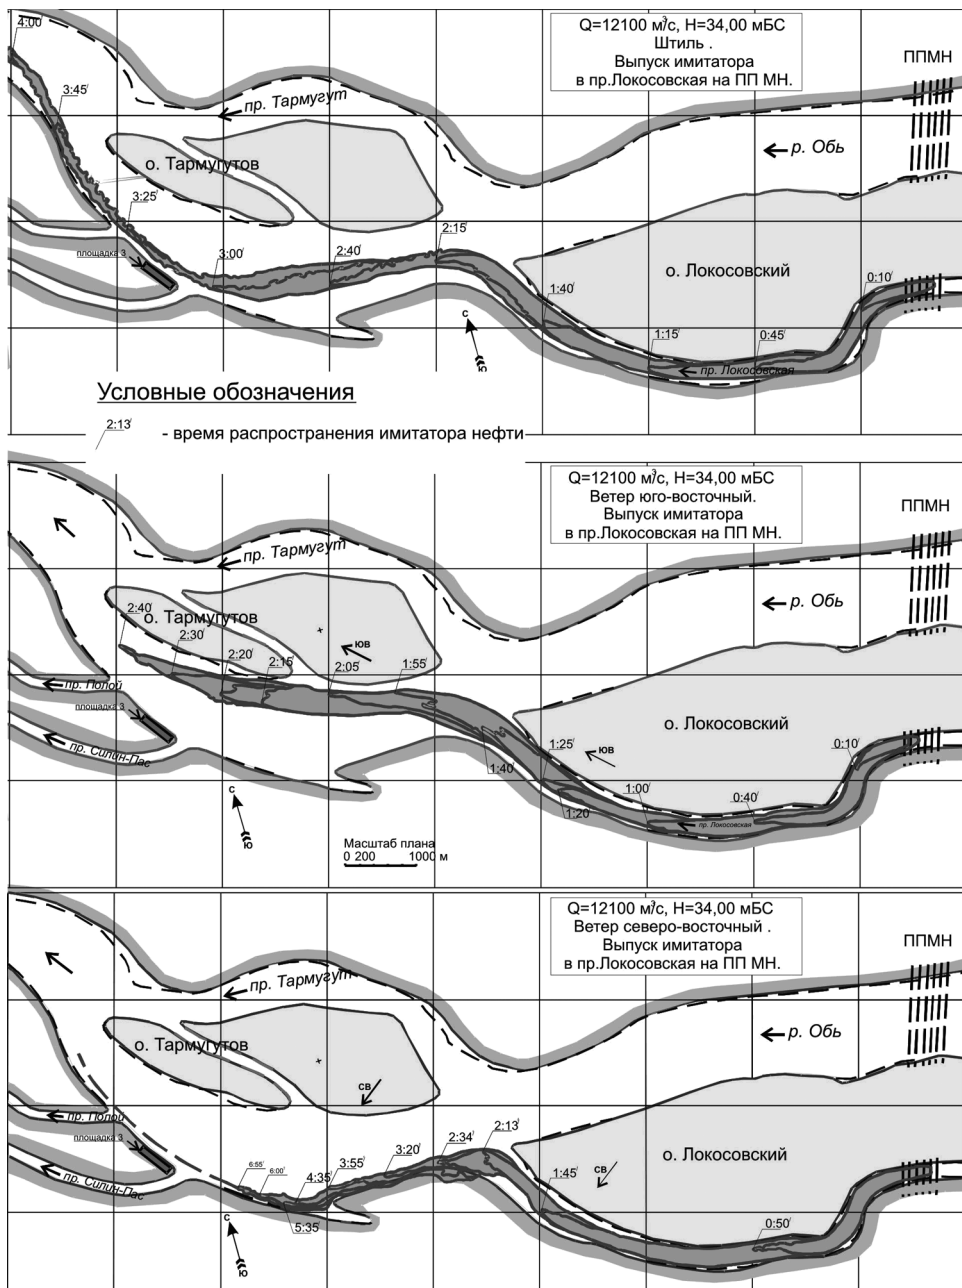 4:00'
Q=12100 м³/с, H=34,00 мБС
Штиль .
Выпуск имитатора
в пр.Локосовская на ПП МН.
ППМН
3:45'
пр. Тармугут
о. Тармугутов
р. Обь
3:25'
площадка 3
3:00'
2:40'
2:15'
о. Локосовский
0:10'
1:40'
с
ю
1:15'
0:45'
пр. Локосовская
Условные обозначения
2:13'
- время распространения имитатора нефти
Q=12100 м³/с, H=34,00 мБС
Ветер юго-восточный.
Выпуск имитатора
в пр.Локосовская на ПП МН.
ППМН
пр. Тармугут
2:40'
о. Тармугутов
р. Обь
2:30'
юв
2:20'
2:15'
2:05'
1:55'
пр. Полой
площадка 3
о. Локосовский
пр. Силин-Пас
1:40'
1:25'
юв
0:10'
с
ю
1:20'
1:00'
0:40'
пр. Локосовская
Масштаб плана
0 200 1000 м
Q=12100 м³/с, H=34,00 мБС
Ветер северо-восточный .
Выпуск имитатора
в пр.Локосовская на ПП МН.
ППМН
пр. Тармугут
р. Обь
о. Тармугутов
св
пр. Полой
площадка 3
2:13'
2:34'
3:20'
3:55'
6:55'
6:00'
4:35'
о. Локосовский
св
1:45'
пр. Силин-Пас
с
ю
5:35'
0:50'